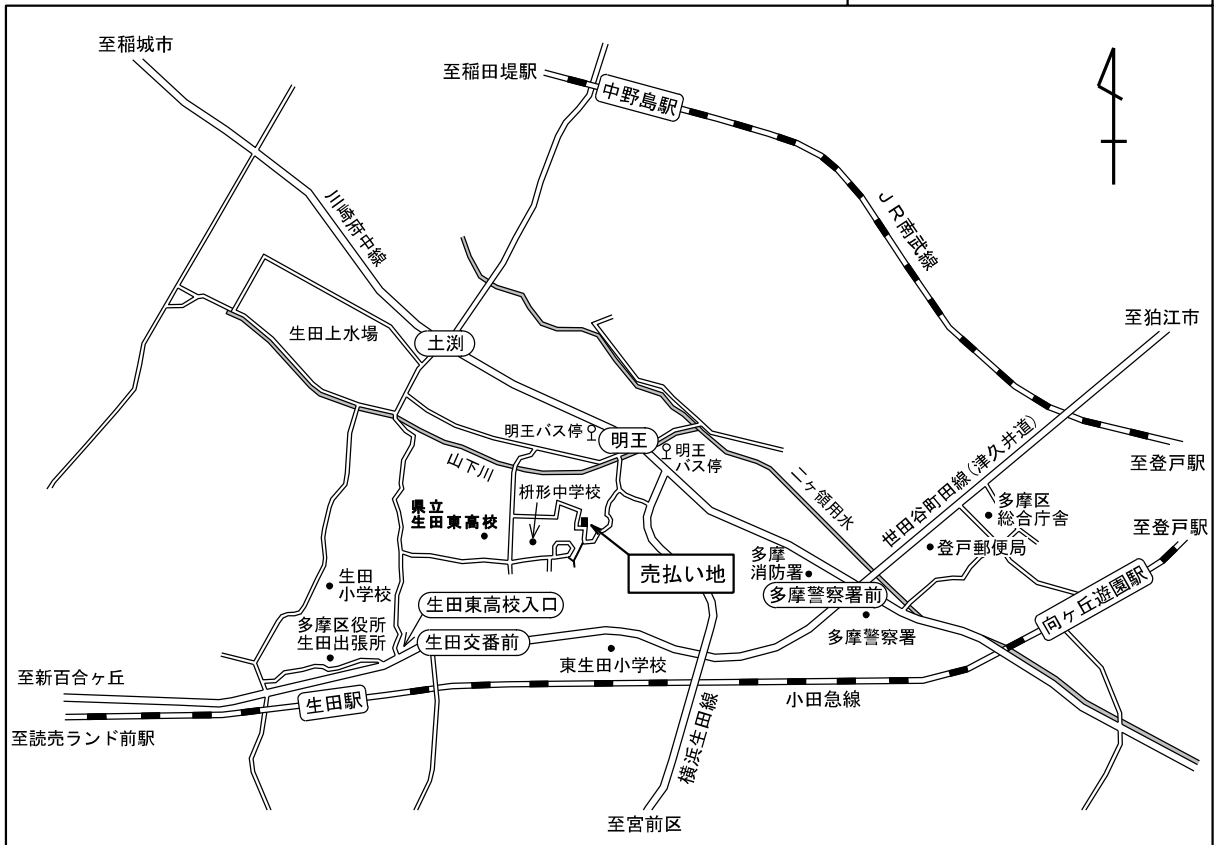 至稲城市
至稲田堤駅
中野島駅
川崎府中線
JR南武線
至狛江市
生田上水場
土渕
明王バス停
明王
明王
バス停
世田谷町田線(津久井道)
至登戸駅
山下川
二ヶ領用水
枡形中学校
県立
生田東高校
多摩区
総合庁舎
至登戸駅
登戸郵便局
売払い地
多摩
消防署
生田
小学校
生田東高校入口
多摩警察署前
向ヶ丘遊園駅
多摩区役所
生田出張所
生田交番前
多摩警察署
東生田小学校
至新百合ヶ丘
生田駅
小田急線
横浜生田線
至読売ランド前駅
至宮前区